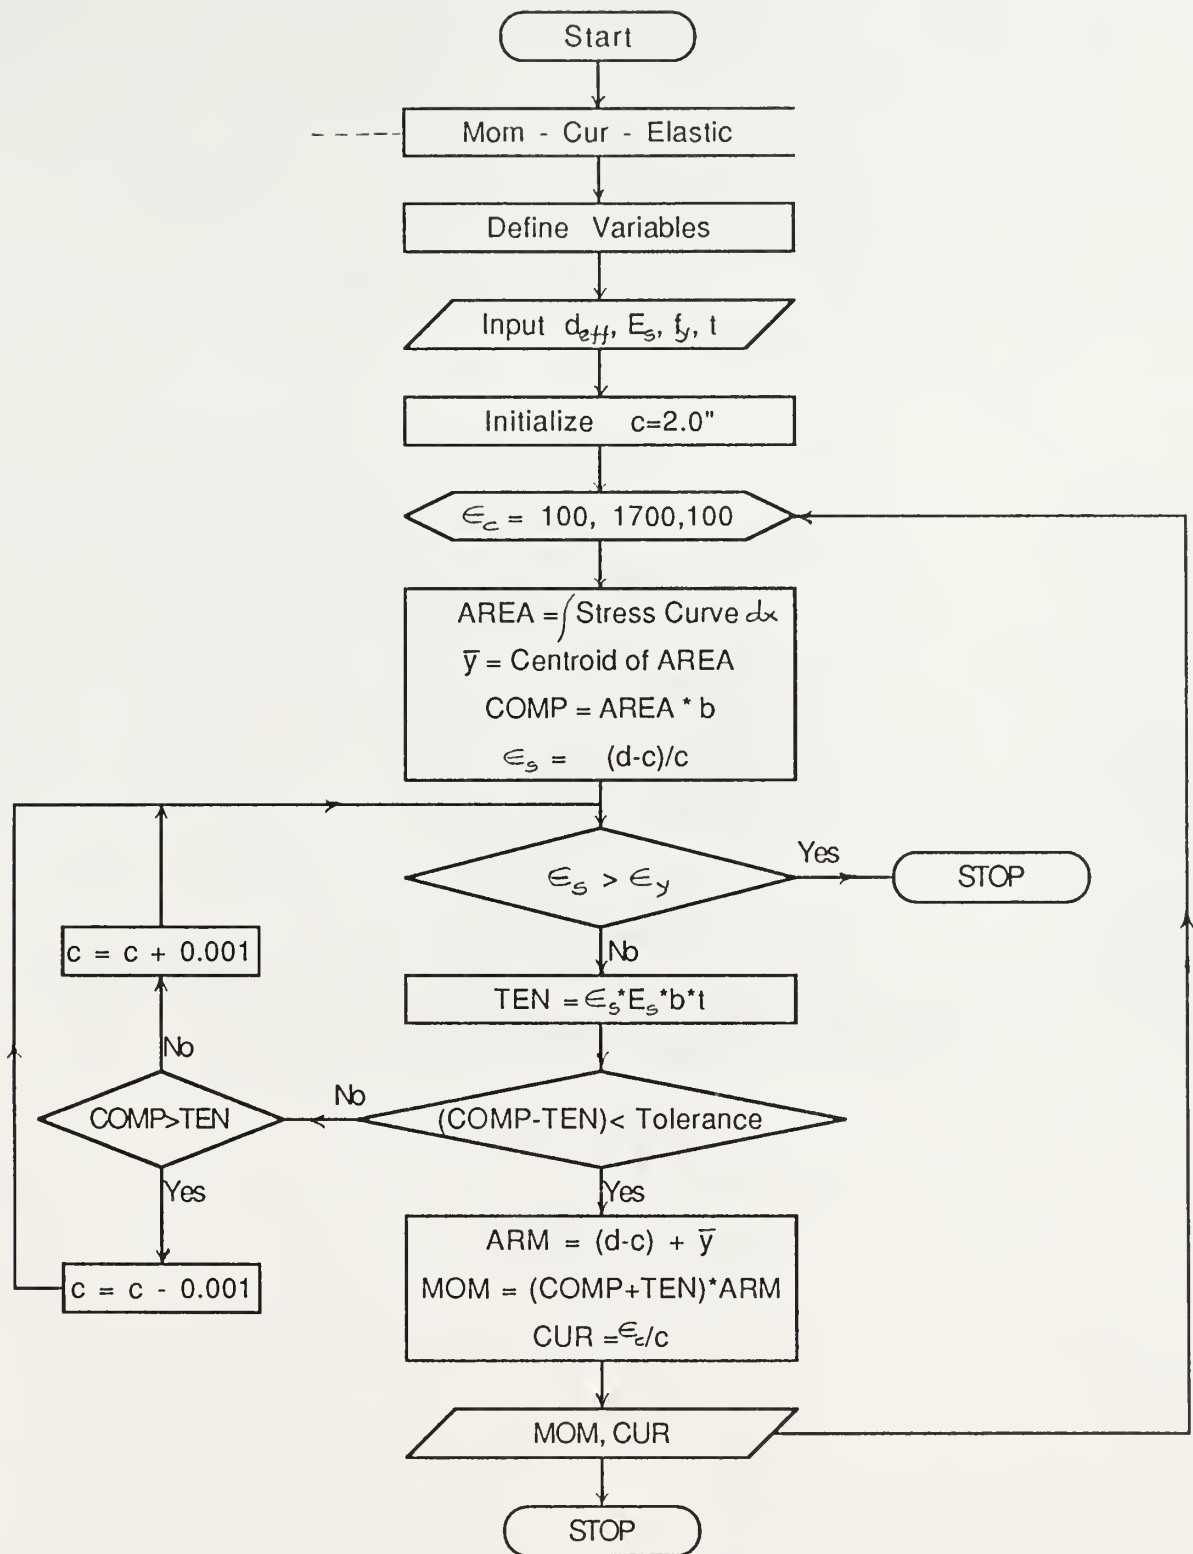 Start
Mom - Cur - Elastic
Define Variables
Input d_eff, E_s, f_y, t
Initialize c=2.0"
∈_c = 100, 1700,100
AREA = ∫ Stress Curve dx
y̅ = Centroid of AREA
COMP = AREA * b
∈_s = (d-c)/c
∈_s > ∈_y
Yes
STOP
No
c = c + 0.001
TEN = ∈_s*E_s*b*t
No
COMP>TEN
No
(COMP-TEN)< Tolerance
Yes
Yes
c = c - 0.001
ARM = (d-c) + y̅
MOM = (COMP+TEN)*ARM
CUR =∈_c/c
MOM, CUR
STOP